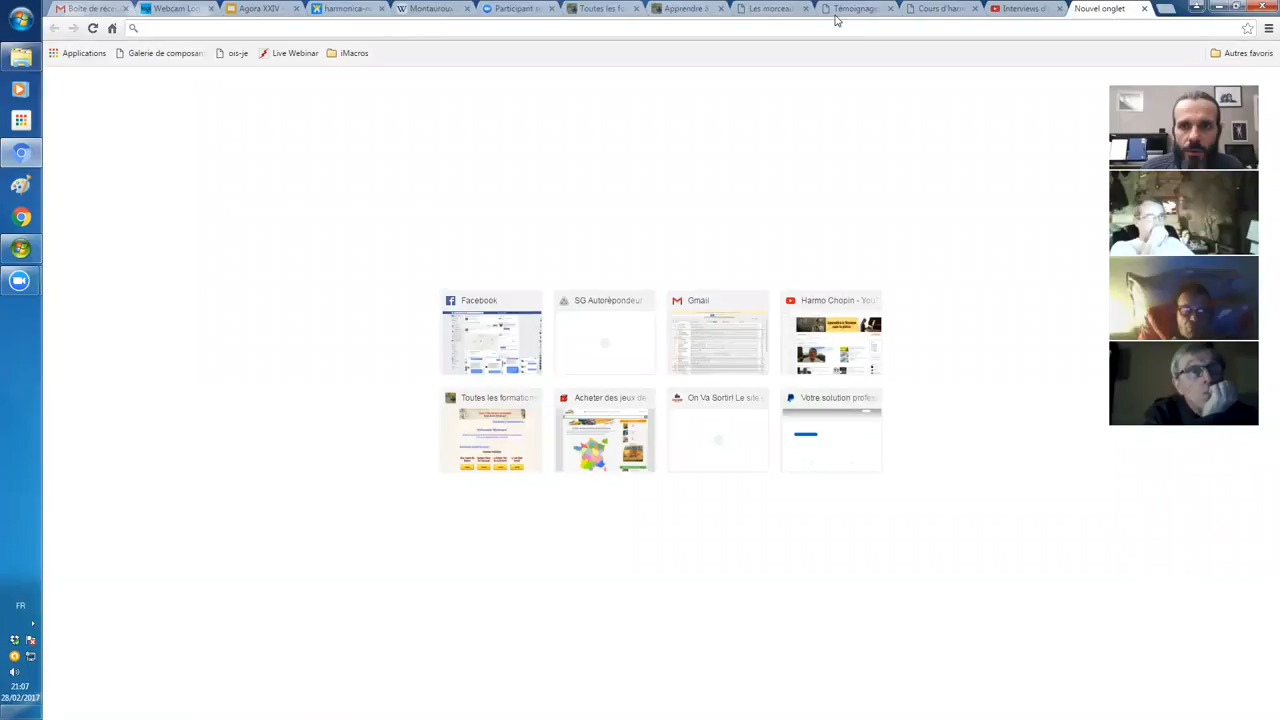 Boîte de réce
Webcam Log
Agora XXIV -
harmonica-e
Montauroux
Participant s
Toutes les fo
Apprendre à
Les morceau
Témoignage
Cours d'harm
Interviews d'
Nouvel onglet
Applications
Galerie de composan
ois-je
Live Webinar
iMacros
Autres favoris
Facebook
SG Autorépondeur
Gmail
Harmo Chopin - You
Toutes les formation
Acheter des jeux de
On Va Sortir! Le site
Votre solution profes
FR
21:07
28/02/2017